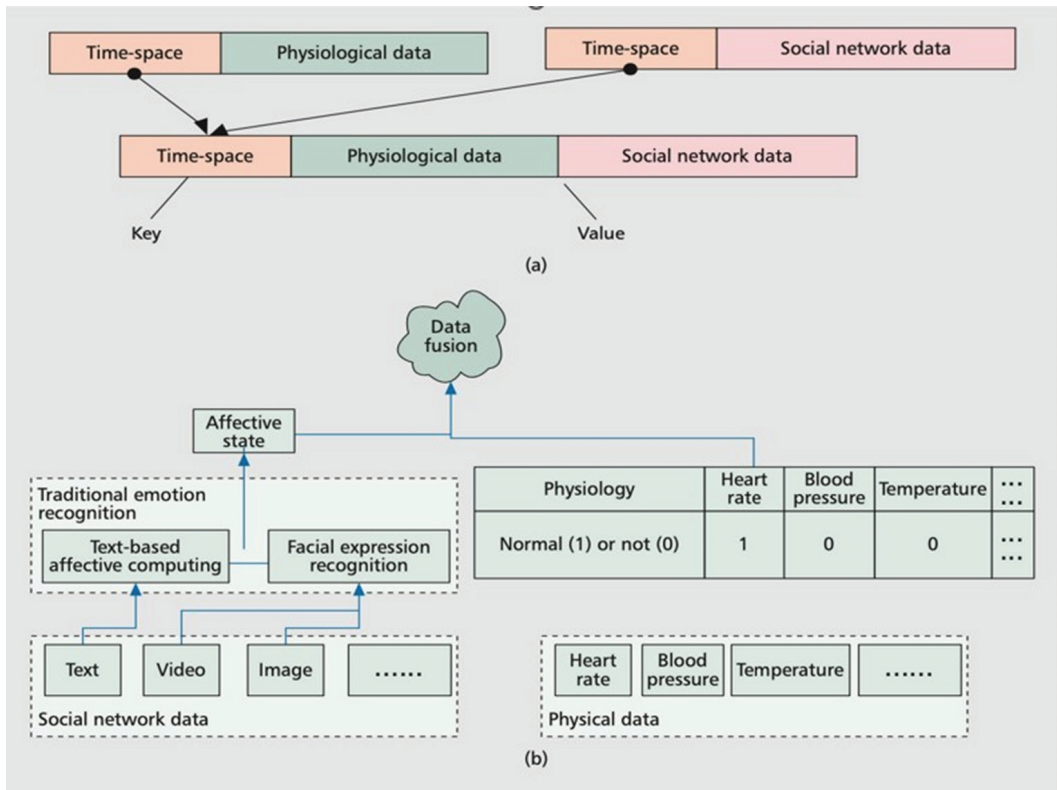 Time-space Physiological data
Time-space Social network data
Time-space Physiological data Social network data
Key
Value
(a)
Data
fusion
Affective
state
Traditional emotion
recognition
Text-based
affective computing
Facial expression
recognition
Physiology Heart
rate Blood
pressure Temperature ...
...
Normal (1) or not (0) 1 0 0 ...
...
Text Video Image ......
Social network data
Heart
rate Blood
pressure Temperature ......
Physical data
(b)